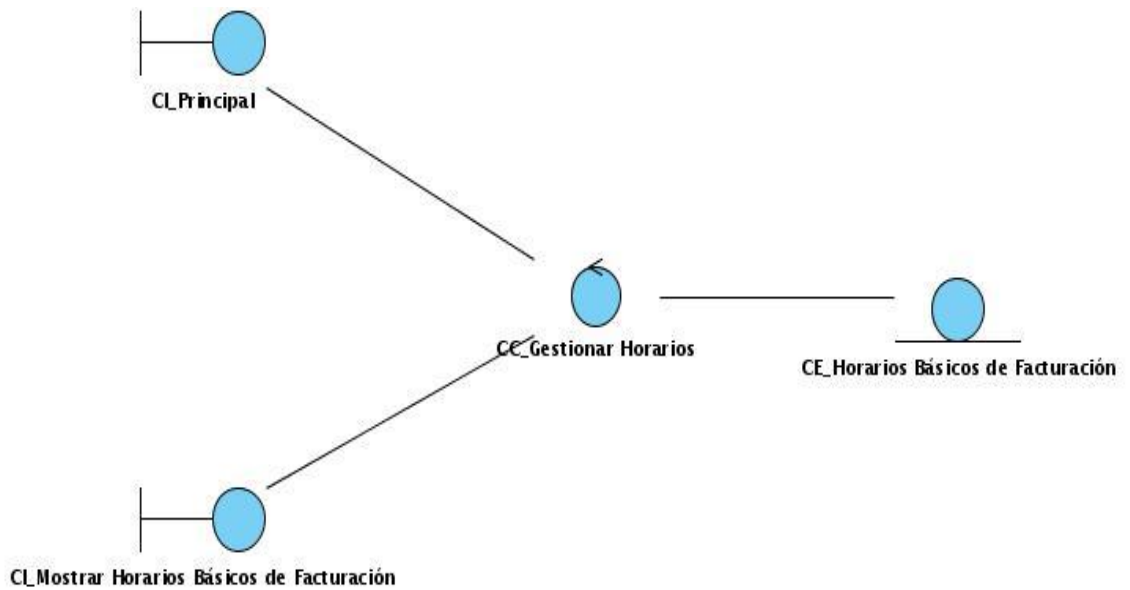 CI_Principal
CC_Gestionar Horarios
CE_Horarios Básicos de Facturación
CI_Mostrar Horarios Básicos de Facturación